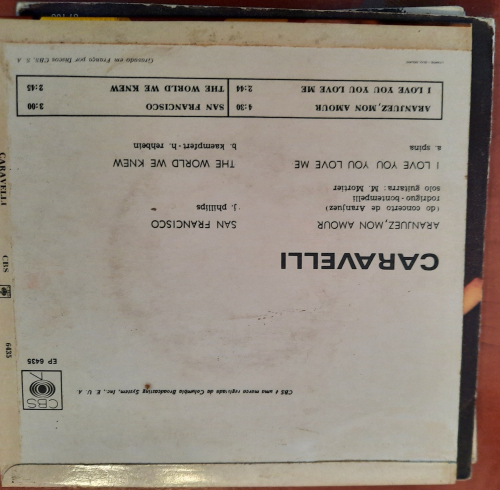 CBS
CBS é uma marca registada da Columbia Broadcasting System, Inc., E. U. A.
EP 6435
CARAVELLI
ARANJUEZ, MON AMOUR
(do concerto de Aranjuez)
rodrigo - bontempelli
solo guitarra: M. Mortier
SAN FRANCISCO
J. phillips
I LOVE YOU YOU LOVE ME
a. spina
THE WORLD WE KNEW
b. kaempfert - h. rehbein
ARANJUEZ, MON AMOUR 4:30
SAN FRANCISCO 3:00
I LOVE YOU YOU LOVE ME 2:44
THE WORLD WE KNEW 2:45
Gravado em França por Discos CBS, S. A.
CARAVELLI
CBS
6435